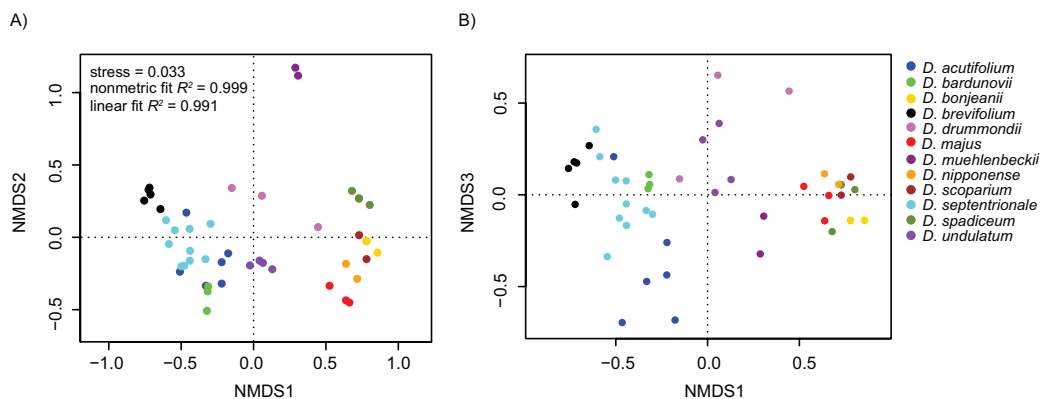 A)
stress = 0.033
nonmetric fit R² = 0.999
linear fit R² = 0.991
1.0
0.5
0.0
−0.5
NMDS2
−1.0 −0.5 0.0 0.5 1.0
NMDS1
B)
0.5
0.0
−0.5
NMDS3
−0.5 0.0 0.5
NMDS1
D. acutifolium
D. bardunovii
D. bonjeanii
D. brevifolium
D. drummondii
D. majus
D. muehlenbeckii
D. nipponense
D. scoparium
D. septentrionale
D. spadiceum
D. undulatum